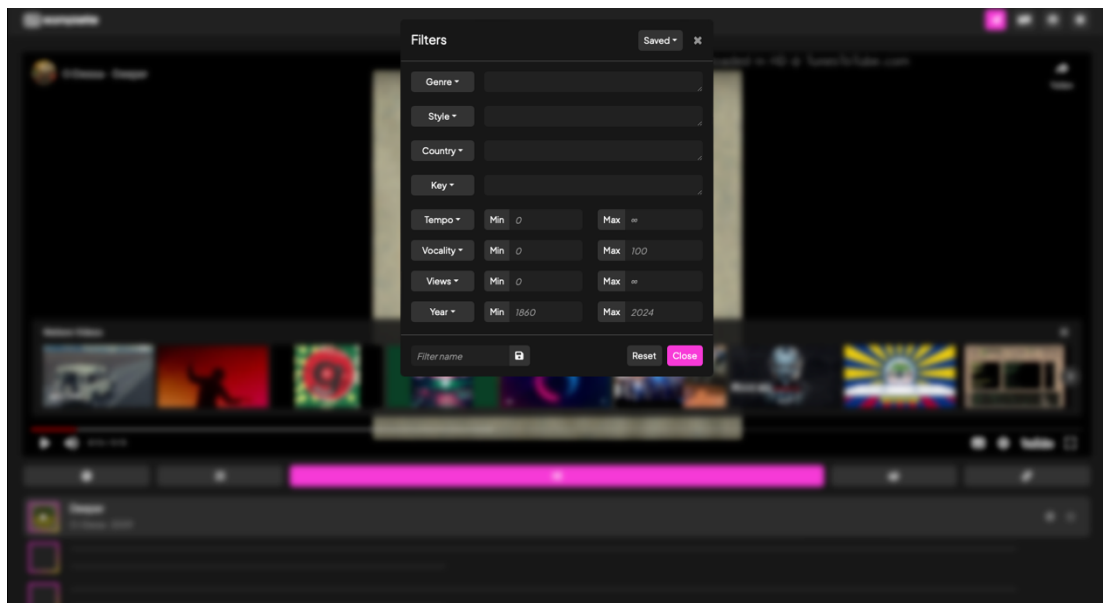 Filters
Saved
Genre
Style
Country
Key
Tempo Min 0 Max ∞
Vocality Min 0 Max 100
Views Min 0 Max ∞
Year Min 1860 Max 2024
Filter name Reset Close